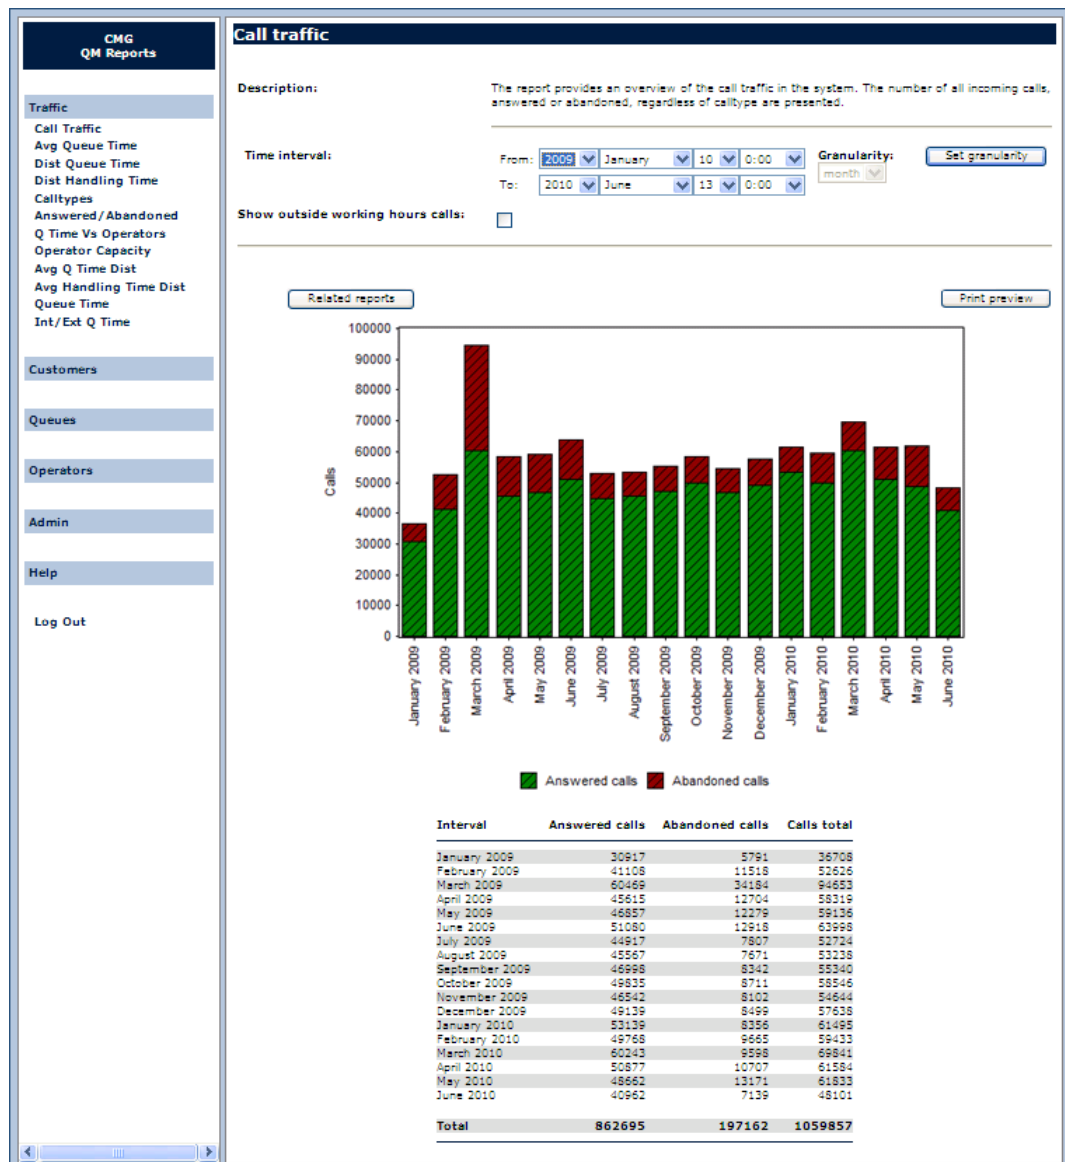 CMG
QM Reports
Traffic
Call Traffic
Avg Queue Time
Dist Queue Time
Dist Handling Time
Calltypes
Answered/Abandoned
Q Time Vs Operators
Operator Capacity
Avg Q Time Dist
Avg Handling Time Dist
Queue Time
Int/Ext Q Time
Customers
Queues
Operators
Admin
Help
Log Out
Call traffic
Description: The report provides an overview of the call traffic in the system. The number of all incoming calls,
answered or abandoned, regardless of calltype are presented.
Time interval: From: 2009 January 10 0:00 Granularity: Set granularity
To: 2010 June 13 0:00 month
Show outside working hours calls:
Related reports Print preview
100000
90000
80000
70000
60000
50000
40000
30000
20000
10000
0
Calls
January 2009
February 2009
March 2009
April 2009
May 2009
June 2009
July 2009
August 2009
September 2009
October 2009
November 2009
December 2009
January 2010
February 2010
March 2010
April 2010
May 2010
June 2010
Answered calls Abandoned calls
Interval Answered calls Abandoned calls Calls total
January 2009 30917 5791 36708
February 2009 41108 11518 52626
March 2009 60469 34184 94653
April 2009 45615 12704 58319
May 2009 46857 12279 59136
June 2009 51080 12918 63998
July 2009 44917 7807 52724
August 2009 45567 7671 53238
September 2009 46998 8342 55340
October 2009 49835 8711 58546
November 2009 46542 8102 54644
December 2009 49139 8499 57638
January 2010 53139 8356 61495
February 2010 49768 9665 59433
March 2010 60243 9598 69841
April 2010 50877 10707 61584
May 2010 48662 13171 61833
June 2010 40962 7139 48101
Total 862695 197162 1059857